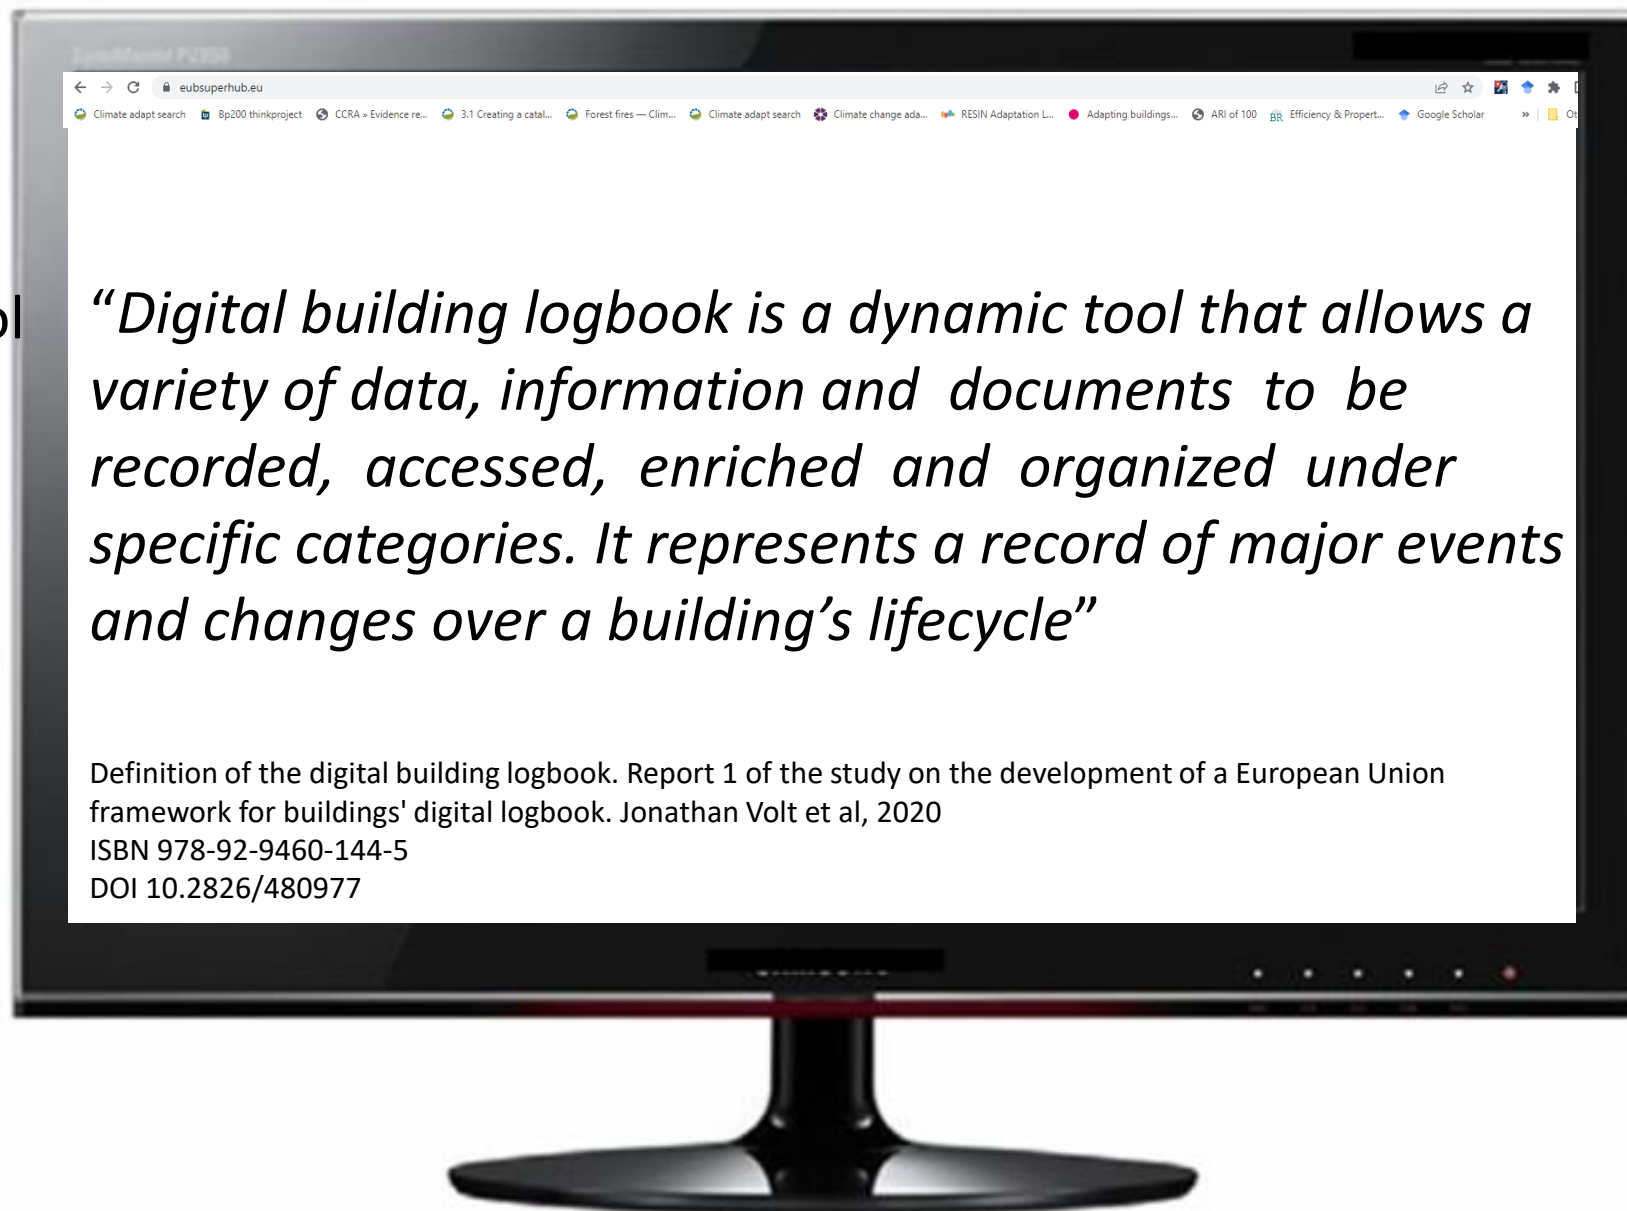 SyncMaster P2350
eubsuperhub.eu
Climate adapt search Bp200 thinkproject CCRA » Evidence re... 3.1 Creating a catal... Forest fires — Clim... Climate adapt search Climate change ada... RESIN Adaptation L... Adapting buildings... ARI of 100 Efficiency & Propert... Google Scholar » Ot
ol
“Digital building logbook is a dynamic tool that allows a
variety of data, information and documents to be
recorded, accessed, enriched and organized under
specific categories. It represents a record of major events
and changes over a building’s lifecycle”
Definition of the digital building logbook. Report 1 of the study on the development of a European Union
framework for buildings' digital logbook. Jonathan Volt et al, 2020
ISBN 978-92-9460-144-5
DOI 10.2826/480977